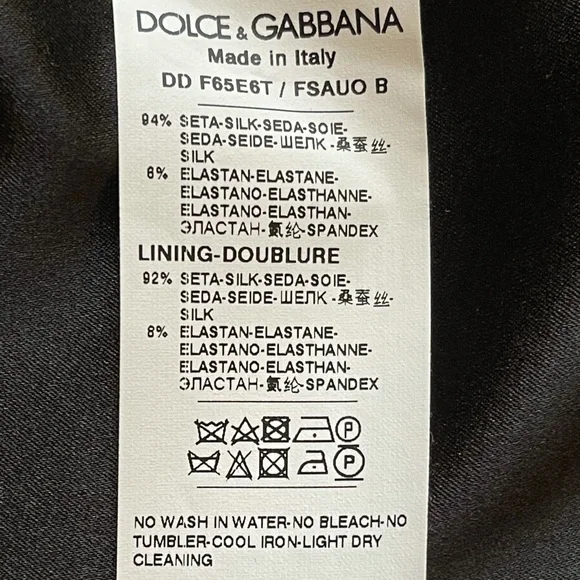 DOLCE & GABBANA
Made in Italy
DD F65E6T / FSAUO B
94% SETA-SILK-SEDA-SOIE-
SEDA-SEIDE-ШЕЛК-桑蚕丝-
SILK
6% ELASTAN-ELASTANE-
ELASTANO-ELASTHANNE-
ELASTANO-ELASTHAN-
ЭЛАСТАН-氨纶-SPANDEX
LINING-DOUBLURE
92% SETA-SILK-SEDA-SOIE-
SEDA-SEIDE-ШЕЛК-桑蚕丝-
SILK
8% ELASTAN-ELASTANE-
ELASTANO-ELASTHANNE-
ELASTANO-ELASTHAN-
ЭЛАСТАН-氨纶-SPANDEX
P
P
NO WASH IN WATER-NO BLEACH-NO
TUMBLER-COOL IRON-LIGHT DRY
CLEANING